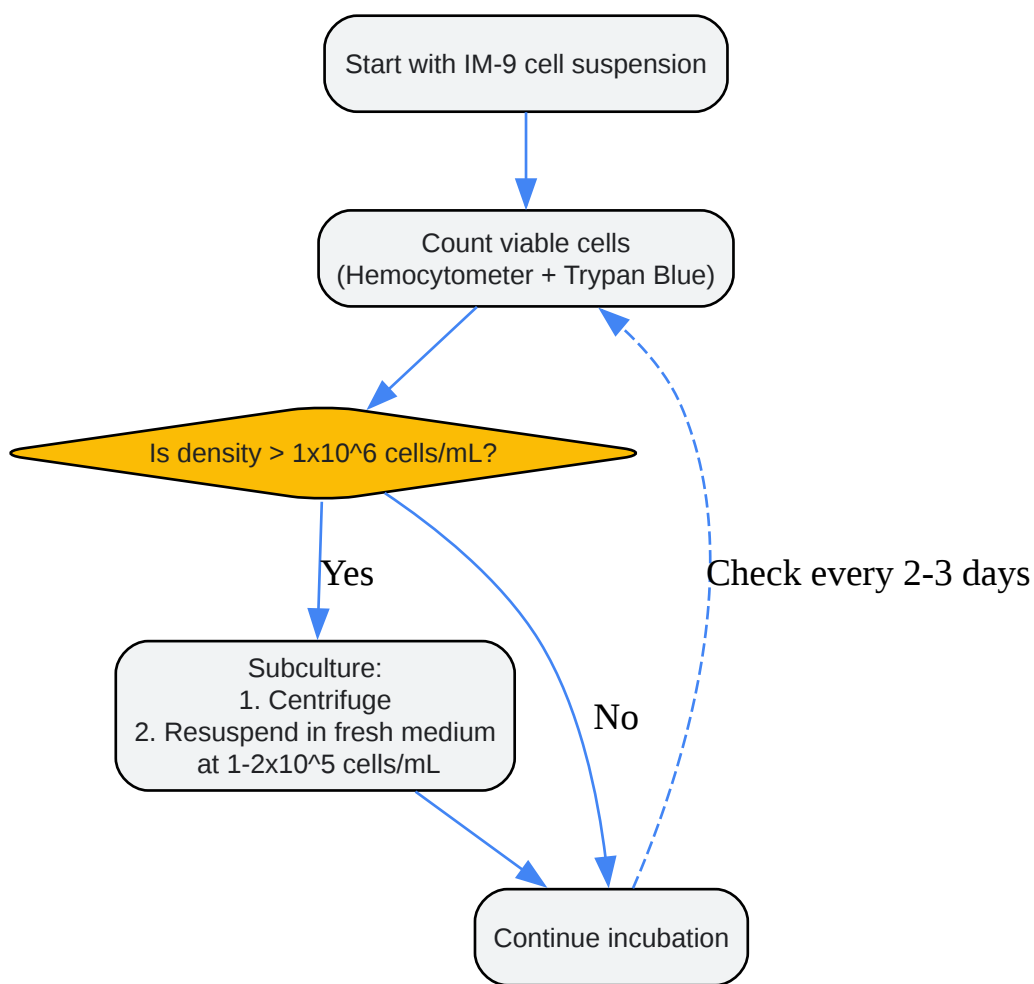 Start with IM-9 cell suspension
Count viable cells
(Hemocytometer + Trypan Blue)
Is density > 1x10^6 cells/mL?
Yes
Check every 2-3 days
Subculture:
1. Centrifuge
2. Resuspend in fresh medium
at 1-2x10^5 cells/mL
No
Continue incubation